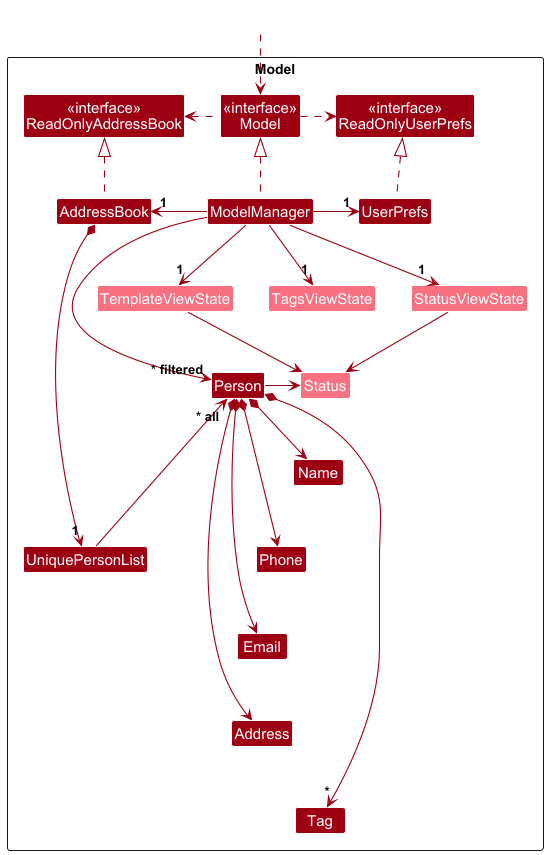 Model
«interface»
ReadOnlyAddressBook
«interface»
Model
«interface»
ReadOnlyUserPrefs
AddressBook
1
ModelManager
1
UserPrefs
1
1
1
TemplateViewState
TagsViewState
StatusViewState
* filtered
Person
Status
* all
Name
1
UniquePersonList
Phone
Email
Address
*
Tag